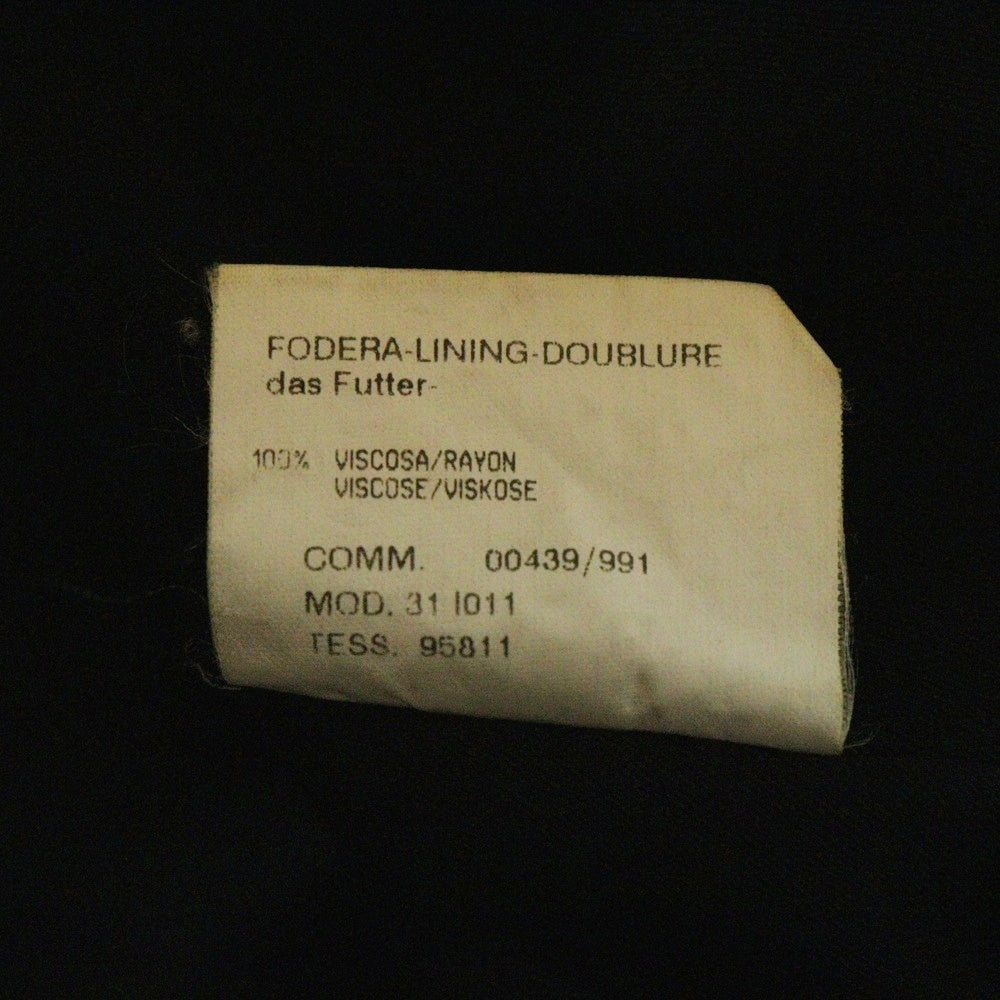 FODERA-LINING-DOUBLURE
das Futter-
100% VISCOSA/RAYON
VISCOSE/VISKOSE
COMM. 00439/991
MOD. 31 I011
TESS. 95811